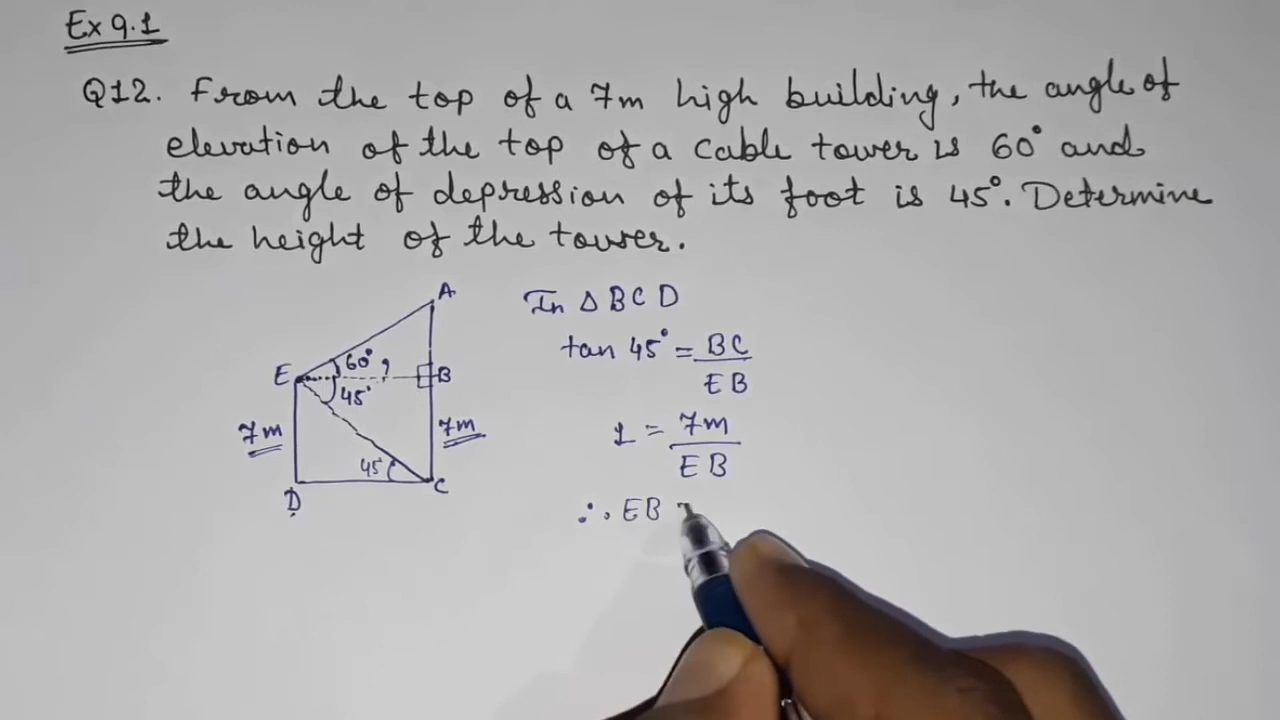 Ex 9.1
Q12. From the top of a 7m high building, the angle of
elevation of the top of a cable tower is 60° and
the angle of depression of its foot is 45°. Determine
the height of the tower.
A
E
60°
?
B
45°
7m
7m
45°
D
C
In Δ BCD
tan 45° = BC / EB
1 = 7m / EB
∴ EB